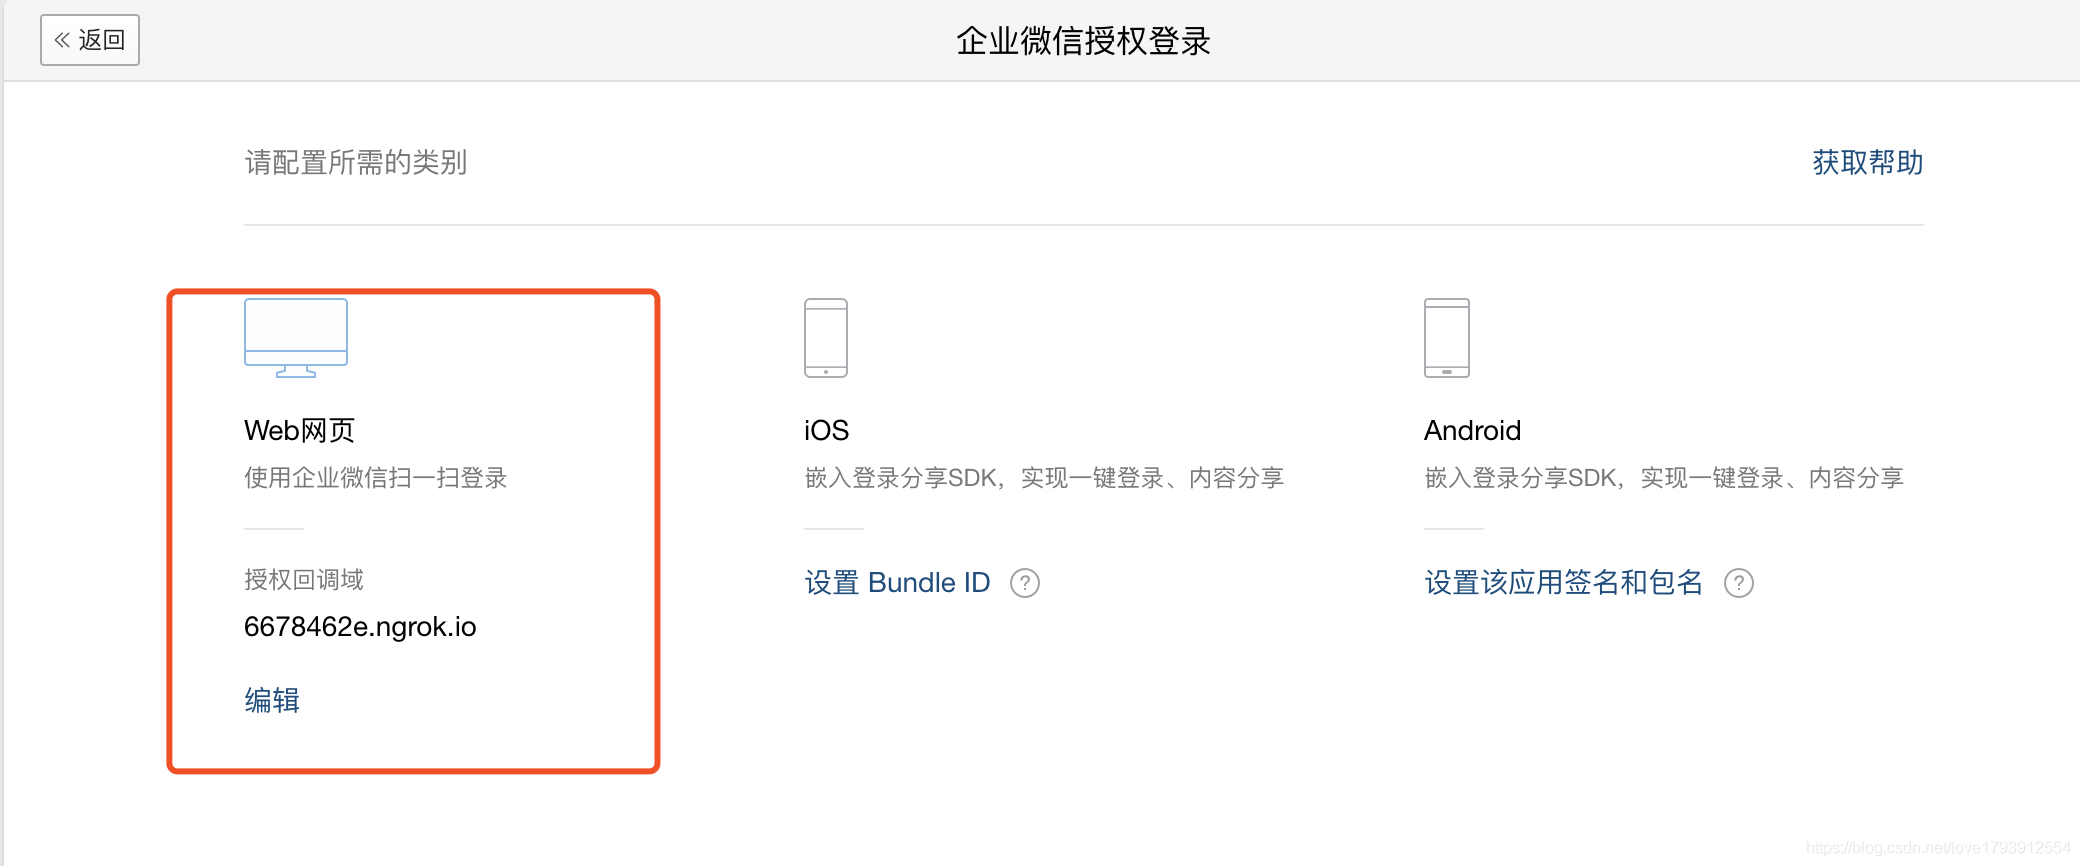 « 返回
企业微信授权登录
请配置所需的类别
获取帮助
Web网页
使用企业微信扫一扫登录
授权回调域
6678462e.ngrok.io
编辑
iOS
嵌入登录分享SDK，实现一键登录、内容分享
设置 Bundle ID ?
Android
嵌入登录分享SDK，实现一键登录、内容分享
设置该应用签名和包名 ?
https://blog.csdn.net/love1793912554